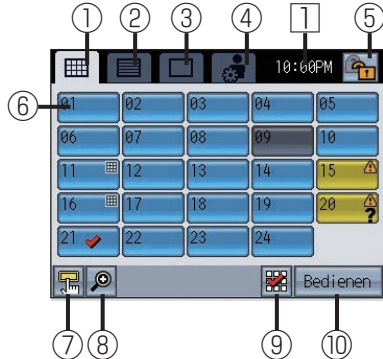 ① ② ③ ④ 1 ⑤
10:00PM
⑥
01 02 03 04 05
06 07 08 09 10
11 12 13 14 15
16 17 18 19 20 ?
21 22 23 24
Bedienen
⑦ ⑧ ⑨ ⑩